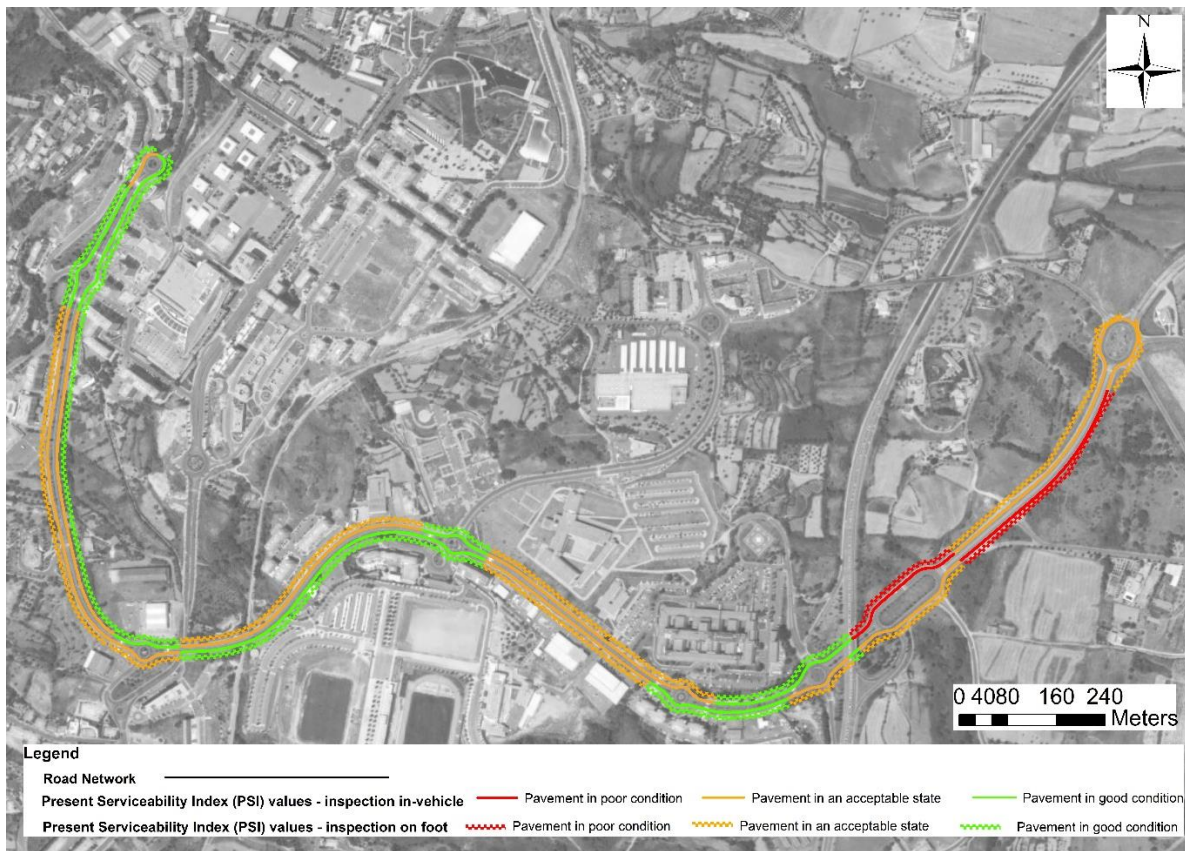 N
0 4080 160 240
Meters
Legend
Road Network
Present Serviceability Index (PSI) values - inspection in-vehicle Pavement in poor condition Pavement in an acceptable state Pavement in good condition
Present Serviceability Index (PSI) values - inspection on foot Pavement in poor condition Pavement in an acceptable state Pavement in good condition